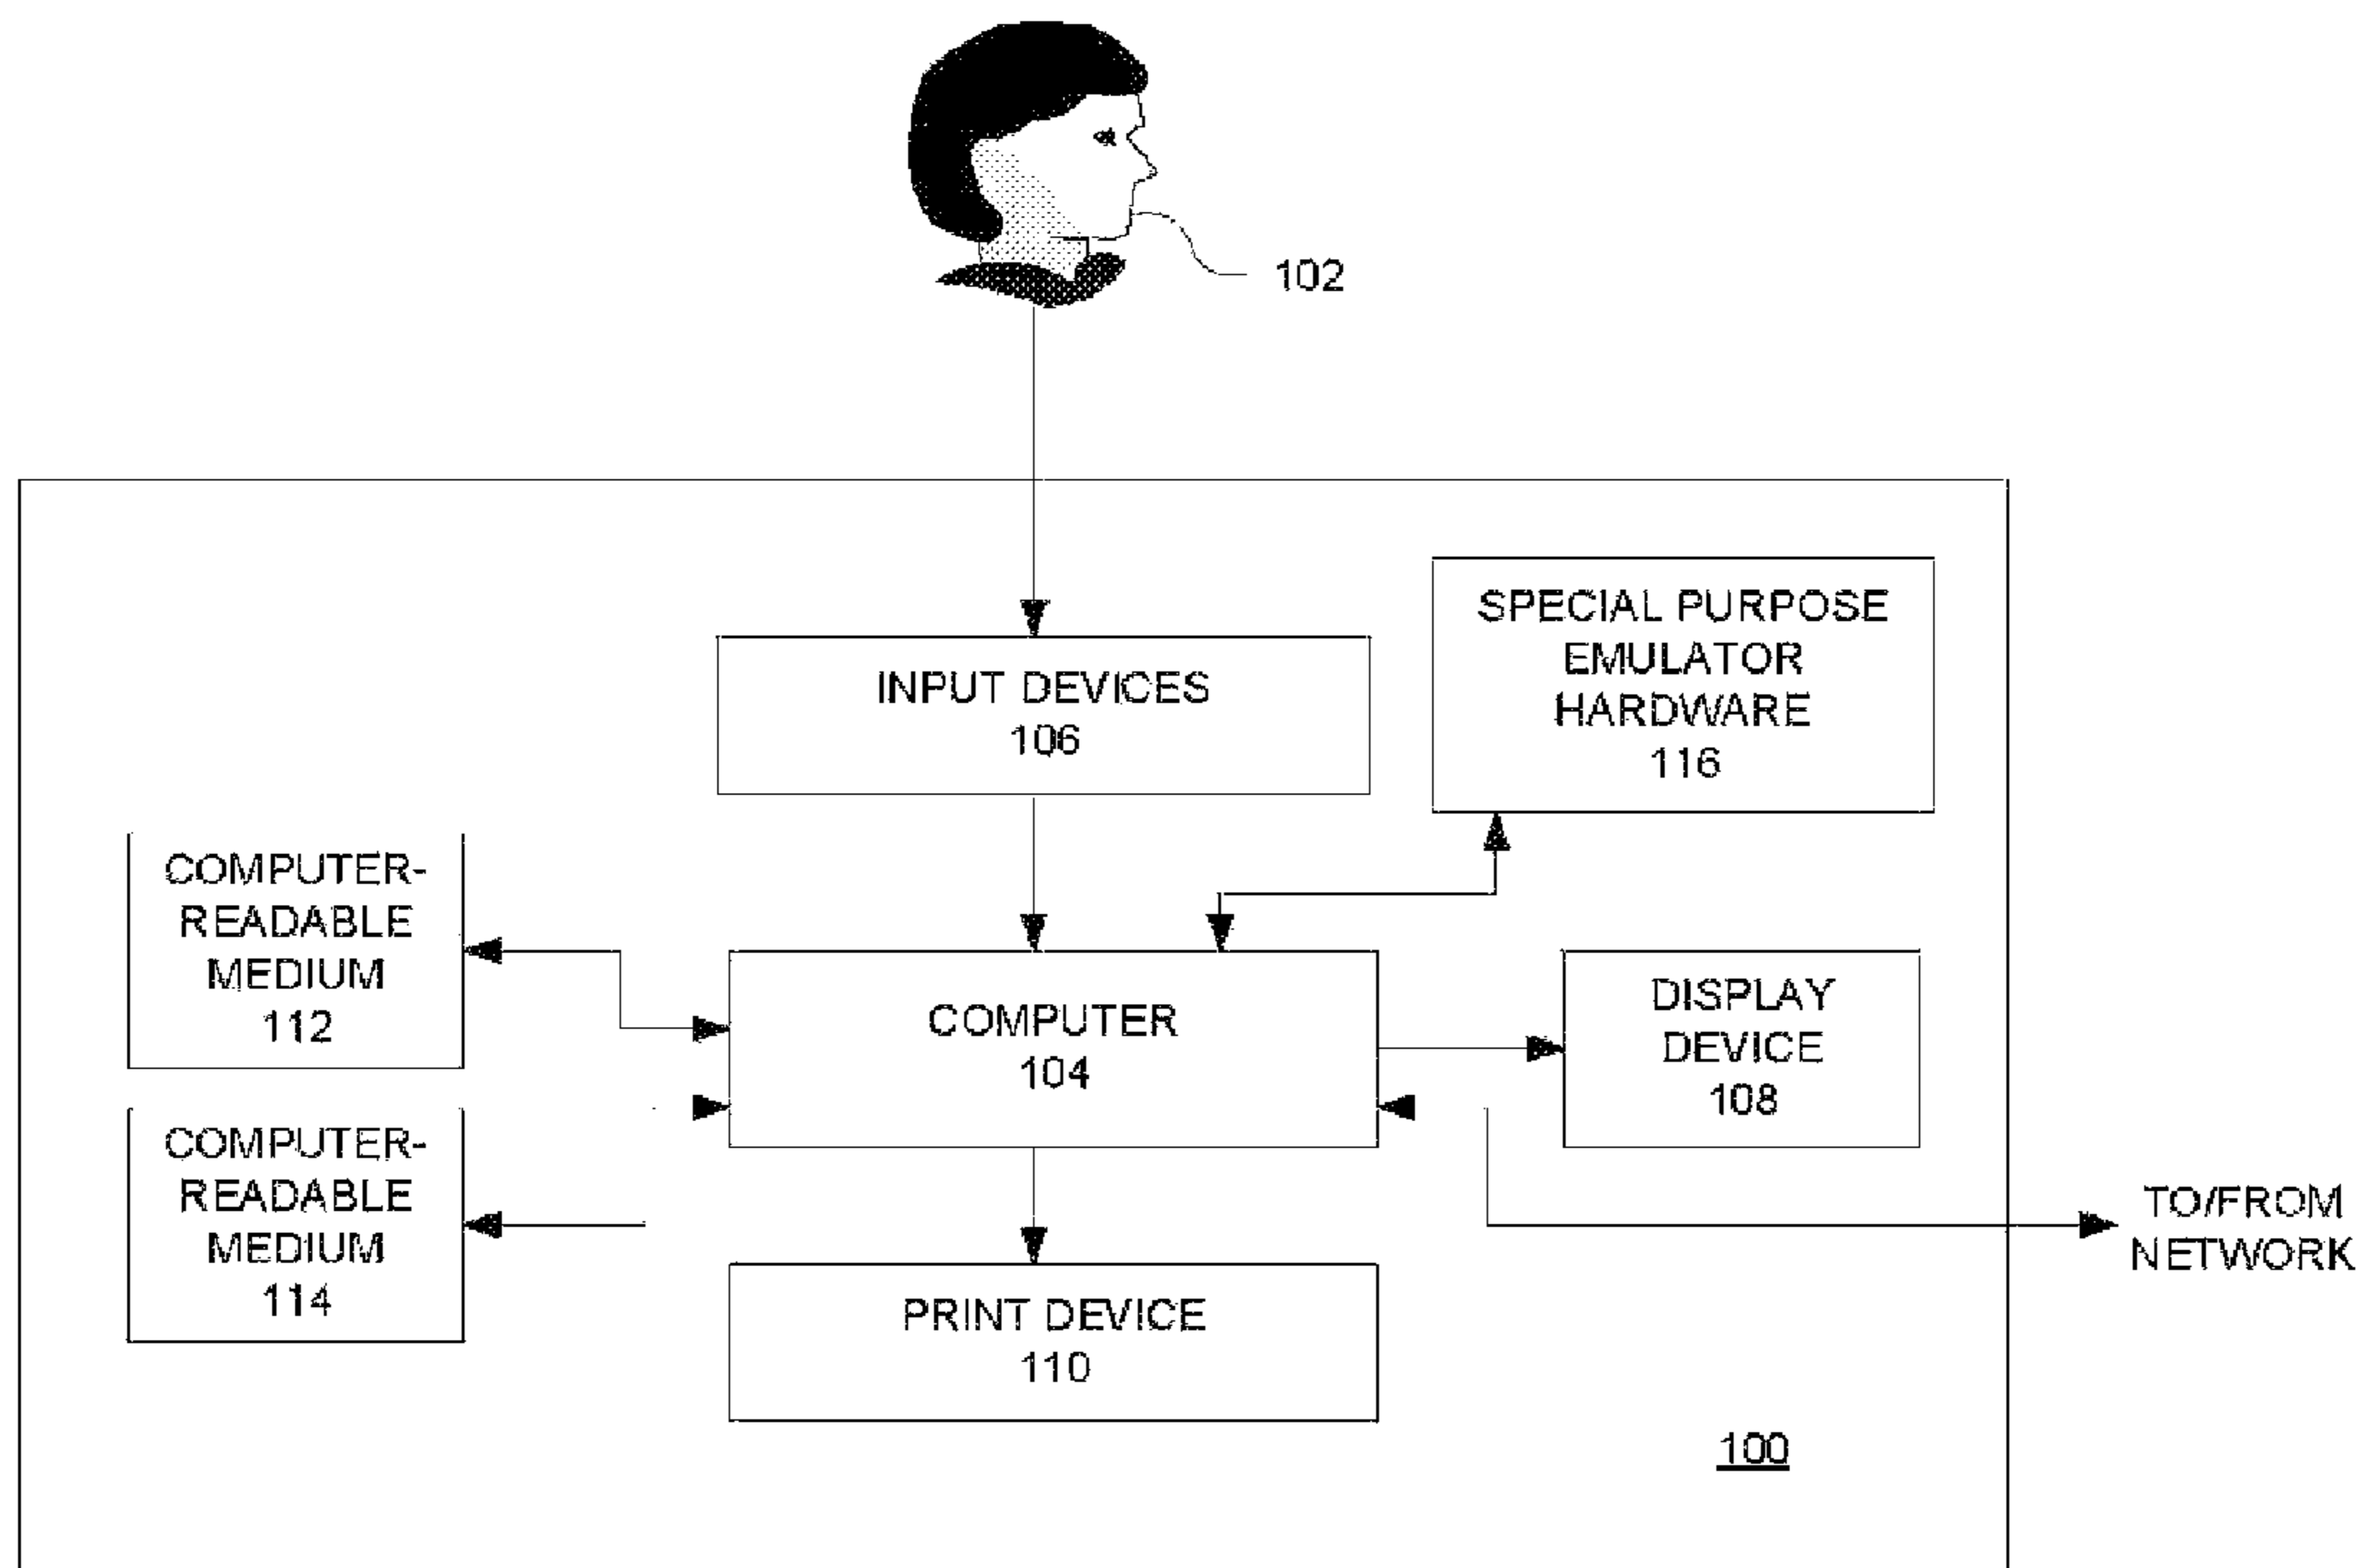 102
SPECIAL PURPOSE
EMULATOR
HARDWARE
116
INPUT DEVICES
106
COMPUTER-
READABLE
MEDIUM
112
COMPUTER
104
DISPLAY
DEVICE
108
COMPUTER-
READABLE
MEDIUM
114
TO/FROM
NETWORK
PRINT DEVICE
110
100